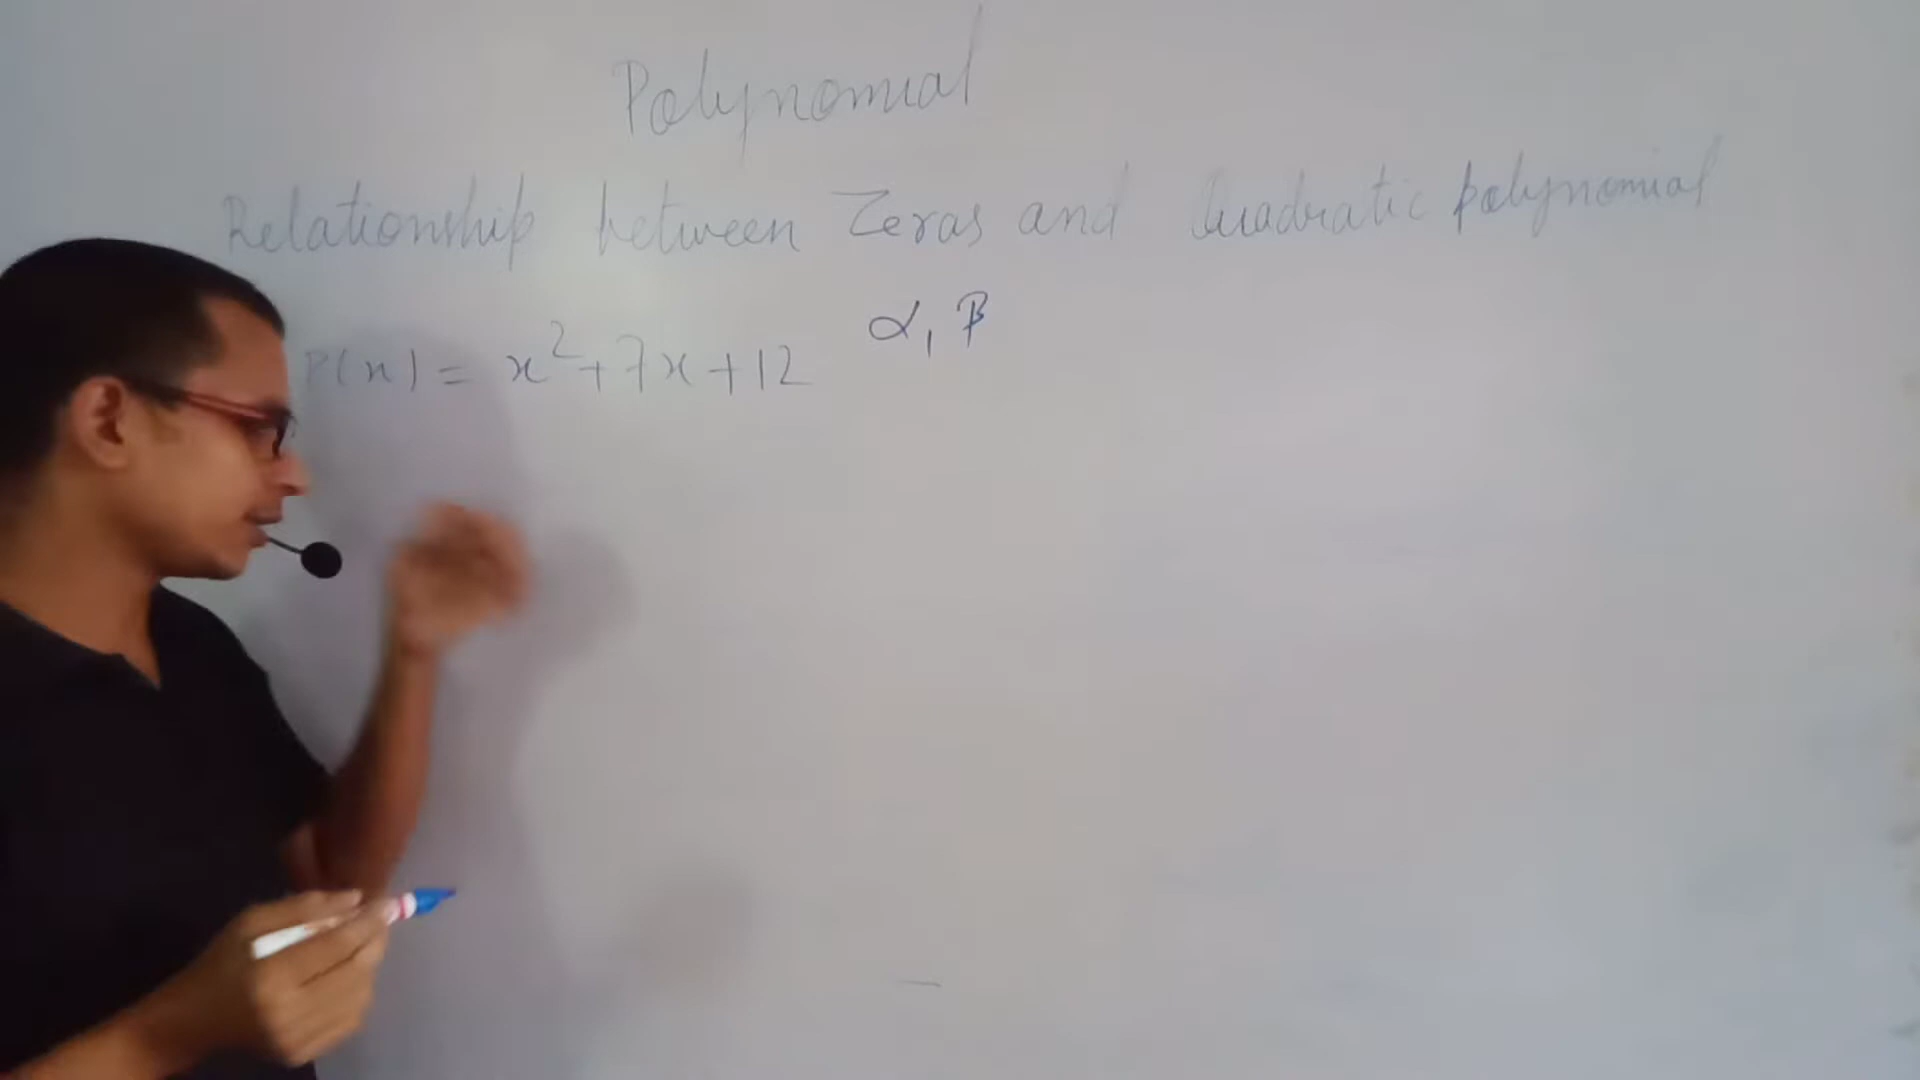 Polynomial
Relationship between Zeros and Quadratic polynomial
P(x) = x²+7x+12 α, β